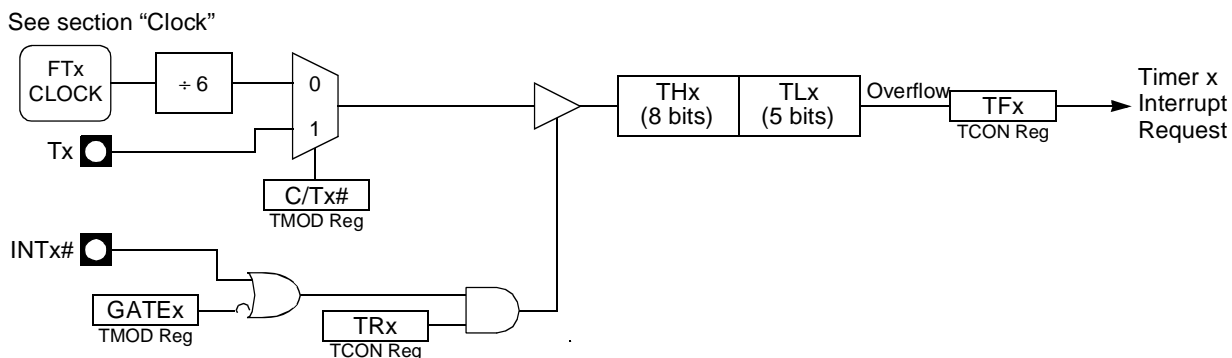 See section “Clock”
FTx
CLOCK
÷ 6
0
1
Tx
C/Tx#
TMOD Reg
THx
(8 bits)
TLx
(5 bits)
Overflow
TFx
TCON Reg
Timer x
Interrupt
Request
INTx#
GATEx
TMOD Reg
TRx
TCON Reg